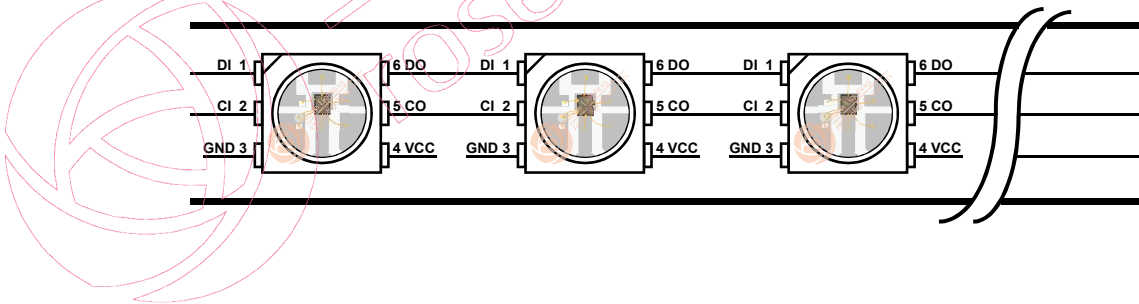 Trose
DI 1 6 DO DI 1 6 DO DI 1 6 DO
CI 2 5 CO CI 2 5 CO CI 2 5 CO
GND 3 4 VCC GND 3 4 VCC GND 3 4 VCC